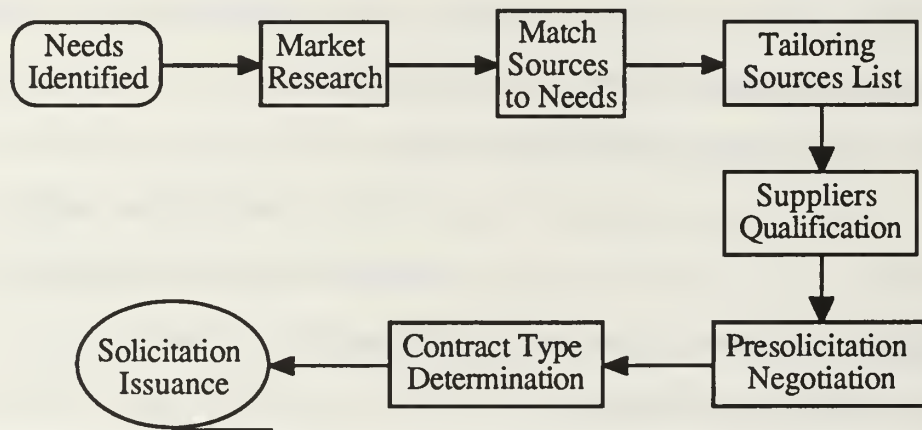 Needs
Identified
Market
Research
Match
Sources
to Needs
Tailoring
Sources List
Suppliers
Qualification
Presolicitation
Negotiation
Contract Type
Determination
Solicitation
Issuance